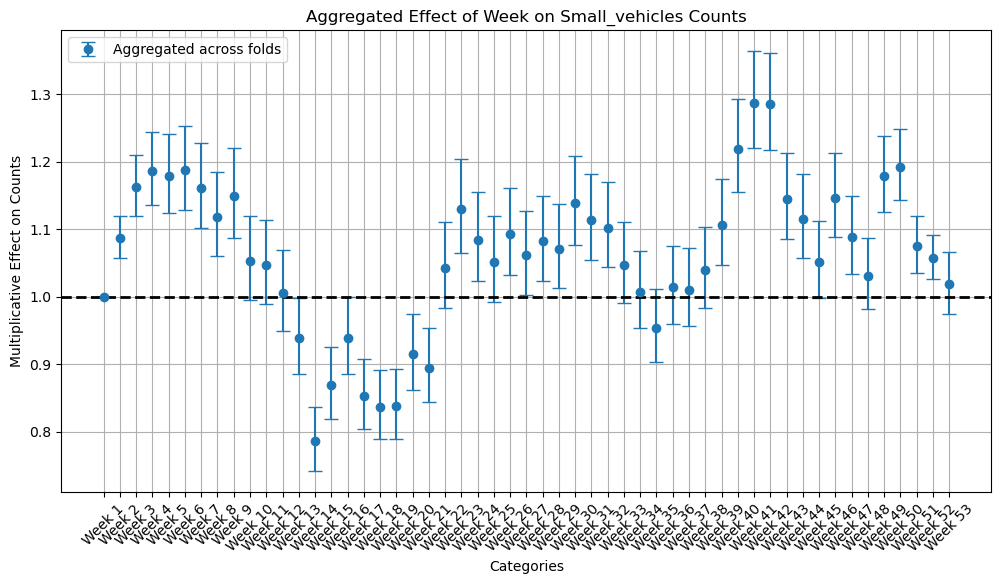 Aggregated Effect of Week on Small_vehicles Counts
Aggregated across folds
Multiplicative Effect on Counts
1.3
1.2
1.1
1.0
0.9
0.8
Week 1
Week 2
Week 3
Week 4
Week 5
Week 6
Week 7
Week 8
Week 9
Week 10
Week 11
Week 12
Week 13
Week 14
Week 15
Week 16
Week 17
Week 18
Week 19
Week 20
Week 21
Week 22
Week 23
Week 24
Week 25
Week 26
Week 27
Week 28
Week 29
Week 30
Week 31
Week 32
Week 33
Week 34
Week 35
Week 36
Week 37
Week 38
Week 39
Week 40
Week 41
Week 42
Week 43
Week 44
Week 45
Week 46
Week 47
Week 48
Week 49
Week 50
Week 51
Week 52
Week 53
Categories